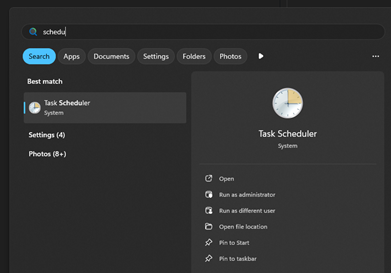 schedu
Search Apps Documents Settings Folders Photos
Best match
Task Scheduler
System
Settings (4)
Photos (8+)
Task Scheduler
System
Open
Run as administrator
Run as different user
Open file location
Pin to Start
Pin to taskbar